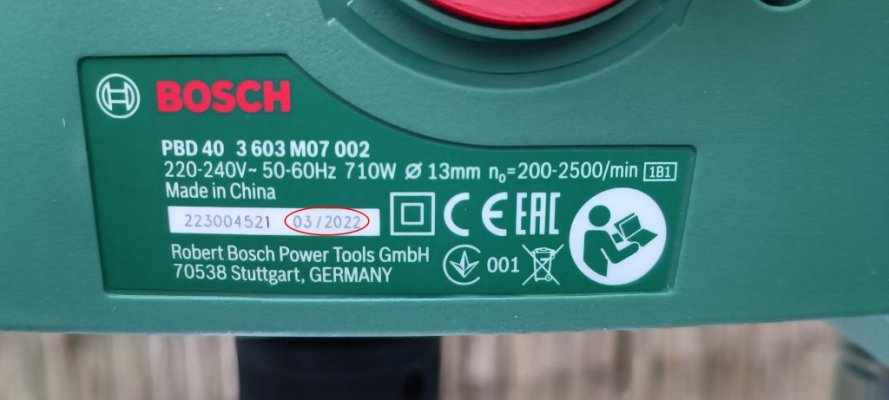 BOSCH
PBD 40 3 603 M07 002
220-240V~ 50-60Hz 710W Ø 13mm n₀=200-2500/min 1B1
Made in China
223004521 03/2022
CE EAC
Robert Bosch Power Tools GmbH
70538 Stuttgart, GERMANY
001